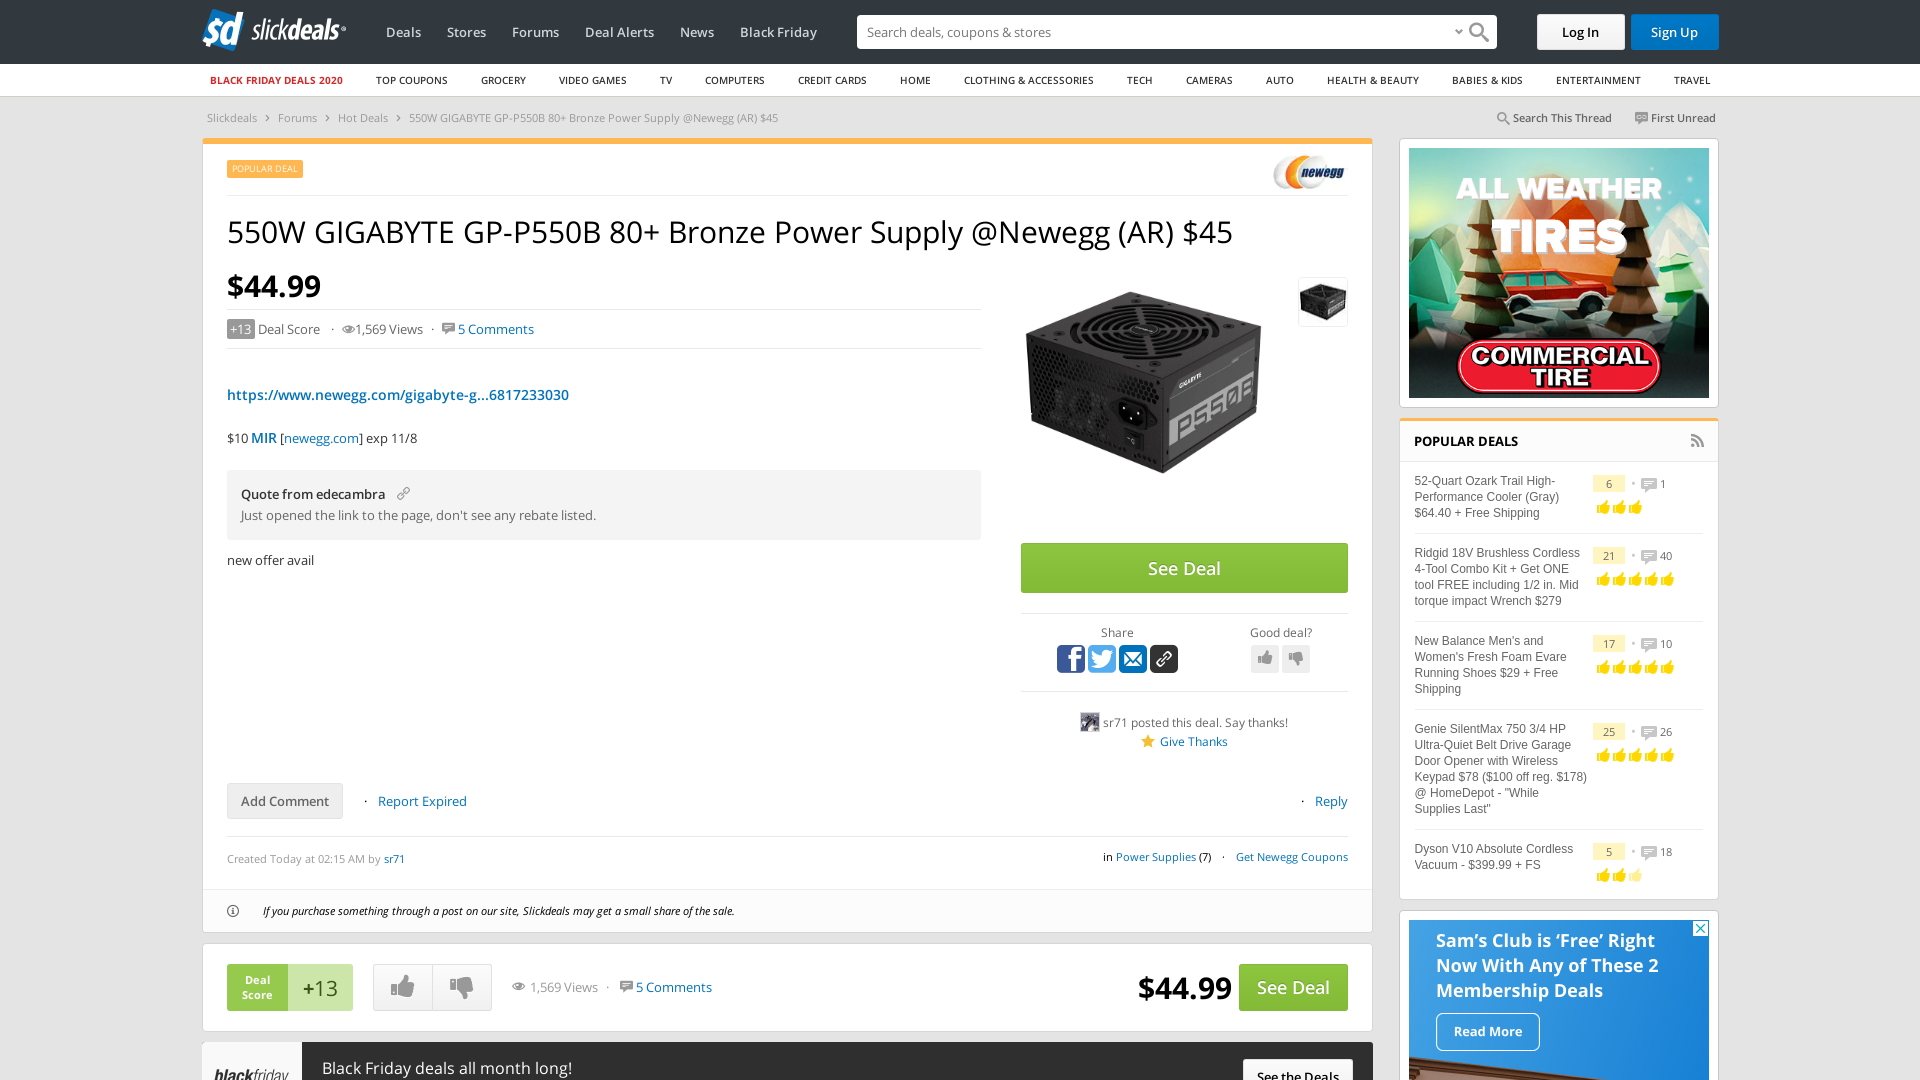 slickdeals
Deals
Stores
Forums
Deal Alerts
News
Black Friday
Search deals, coupons & stores
Log In
Sign Up
BLACK FRIDAY DEALS 2020
TOP COUPONS
GROCERY
VIDEO GAMES
TV
COMPUTERS
CREDIT CARDS
HOME
CLOTHING & ACCESSORIES
TECH
CAMERAS
AUTO
HEALTH & BEAUTY
BABIES & KIDS
ENTERTAINMENT
TRAVEL
Slickdeals › Forums › Hot Deals › 550W GIGABYTE GP-P550B 80+ Bronze Power Supply @Newegg (AR) $45
Search This Thread
First Unread
POPULAR DEAL
newegg
550W GIGABYTE GP-P550B 80+ Bronze Power Supply @Newegg (AR) $45
$44.99
+13 Deal Score · 1,569 Views · 5 Comments
https://www.newegg.com/gigabyte-g...6817233030
$10 MIR [newegg.com] exp 11/8
Quote from edecambra
Just opened the link to the page, don't see any rebate listed.
new offer avail
GIGABYTE
P550B
See Deal
Share
Good deal?
sr71 posted this deal. Say thanks!
Give Thanks
Add Comment
· Report Expired
· Reply
Created Today at 02:15 AM by sr71
in Power Supplies (7) · Get Newegg Coupons
If you purchase something through a post on our site, Slickdeals may get a small share of the sale.
Deal
Score
+13
1,569 Views · 5 Comments
$44.99
See Deal
blackfriday
Black Friday deals all month long!
See the Deals
ALL WEATHER
TIRES
COMMERCIAL
TIRE
POPULAR DEALS
52-Quart Ozark Trail High-
Performance Cooler (Gray)
$64.40 + Free Shipping
6 • 1
Ridgid 18V Brushless Cordless
4-Tool Combo Kit + Get ONE
tool FREE including 1/2 in. Mid
torque impact Wrench $279
21 • 40
New Balance Men's and
Women's Fresh Foam Evare
Running Shoes $29 + Free
Shipping
17 • 10
Genie SilentMax 750 3/4 HP
Ultra-Quiet Belt Drive Garage
Door Opener with Wireless
Keypad $78 ($100 off reg. $178)
@ HomeDepot - "While
Supplies Last"
25 • 26
Dyson V10 Absolute Cordless
Vacuum - $399.99 + FS
5 • 18
Sam's Club is 'Free' Right
Now With Any of These 2
Membership Deals
Read More